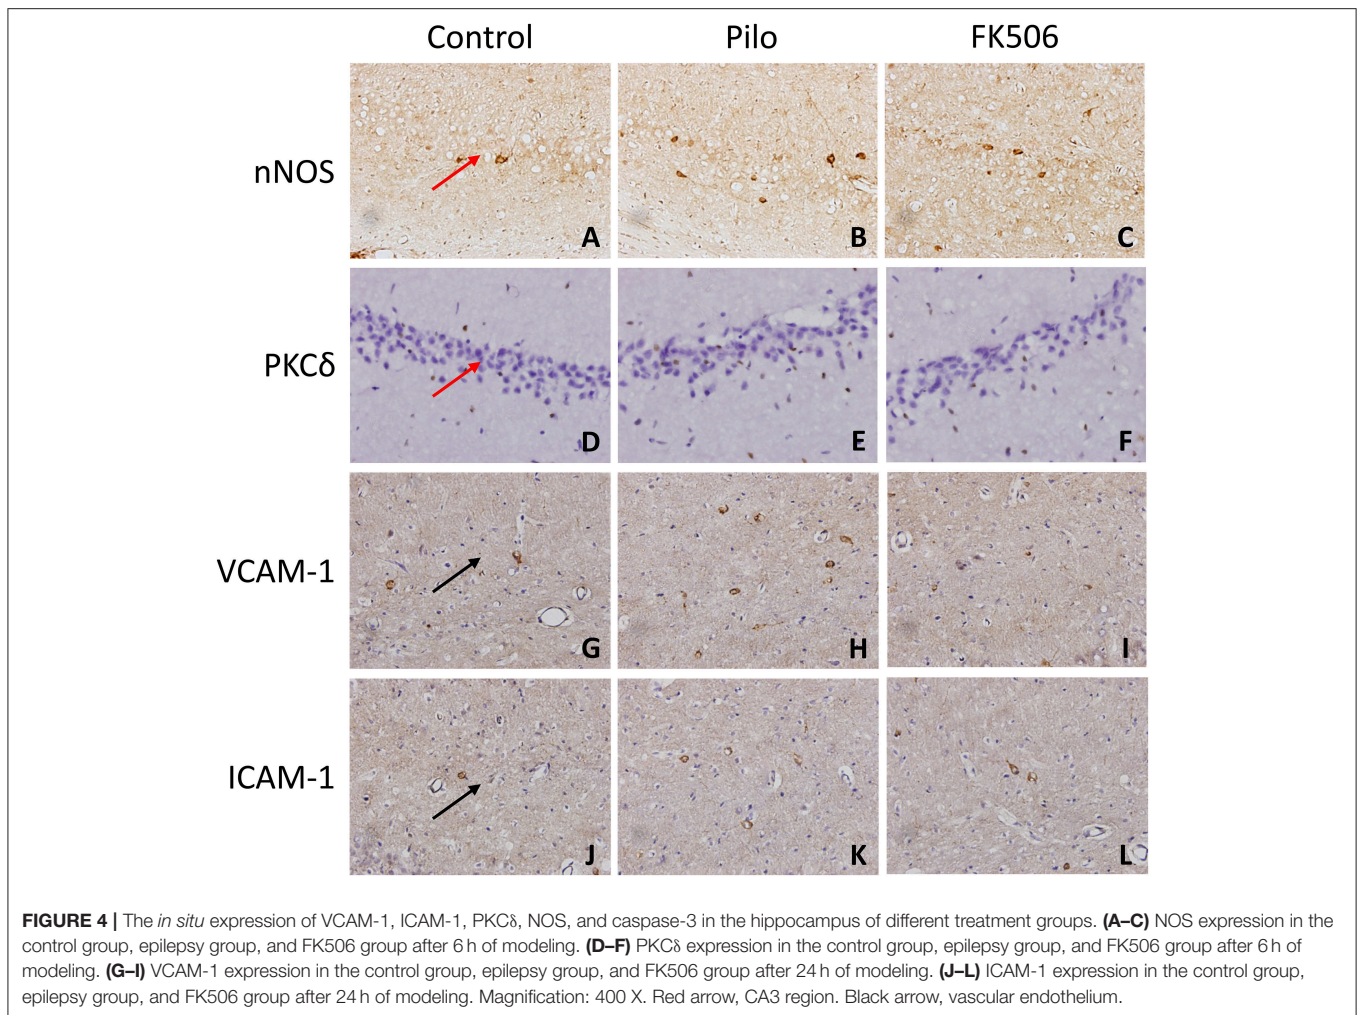 Control Pilo FK506
nNOS
A B C
PKCδ
D E F
VCAM-1
G H I
ICAM-1
J K L
FIGURE 4 | The in situ expression of VCAM-1, ICAM-1, PKCδ, NOS, and caspase-3 in the hippocampus of different treatment groups. (A–C) NOS expression in the
control group, epilepsy group, and FK506 group after 6 h of modeling. (D–F) PKCδ expression in the control group, epilepsy group, and FK506 group after 6 h of
modeling. (G–I) VCAM-1 expression in the control group, epilepsy group, and FK506 group after 24 h of modeling. (J–L) ICAM-1 expression in the control group,
epilepsy group, and FK506 group after 24 h of modeling. Magnification: 400 X. Red arrow, CA3 region. Black arrow, vascular endothelium.